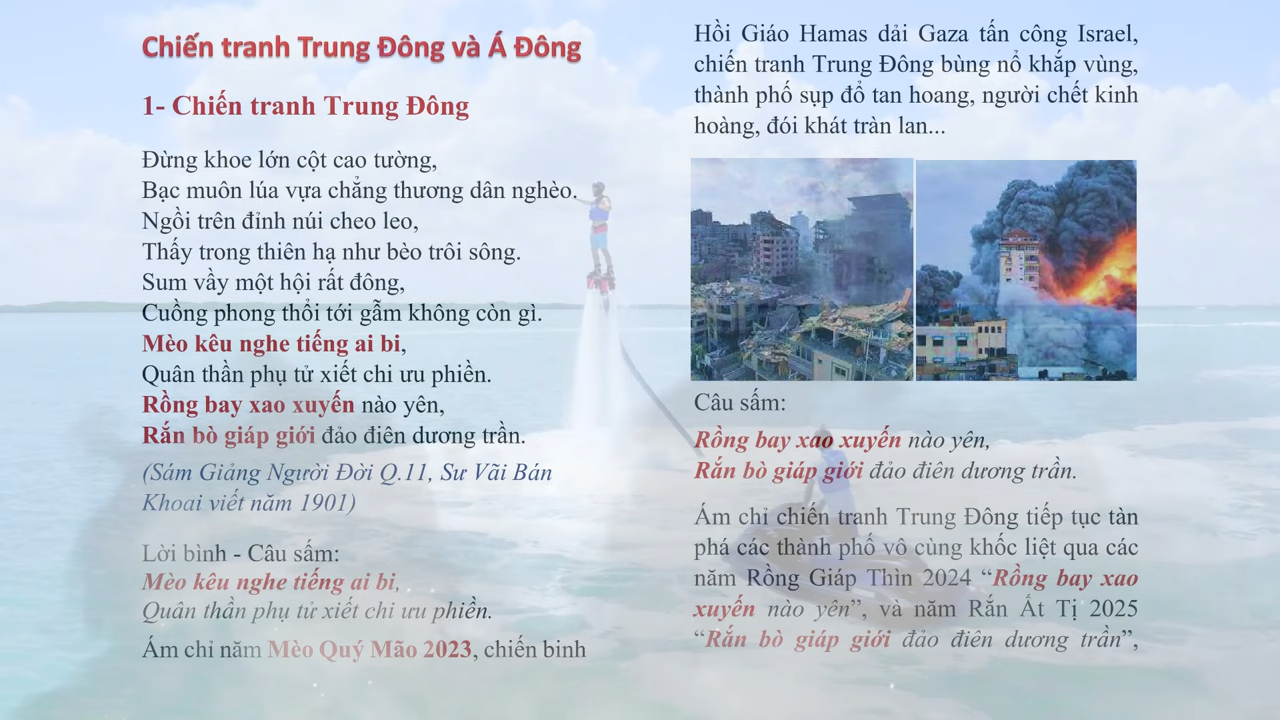 Chiến tranh Trung Đông và Á Đông
1- Chiến tranh Trung Đông
Đừng khoe lớn cột cao tường,
Bạc muôn lúa vựa chẳng thương dân nghèo.
Ngồi trên đỉnh núi cheo leo,
Thấy trong thiên hạ như bèo trôi sông.
Sum vầy một hội rất đông,
Cuồng phong thổi tới gẫm không còn gì.
Mèo kêu nghe tiếng ai bi,
Quân thần phụ tử xiết chi ưu phiền.
Rồng bay xao xuyến nào yên,
Rắn bò giáp giới đảo điên dương trần.
(Sám Giảng Người Đời Q.11, Sư Vãi Bán
Khoai viết năm 1901)
Lời bình - Câu sấm:
Mèo kêu nghe tiếng ai bi,
Quân thần phụ tử xiết chi ưu phiền.
Ám chỉ năm Mèo Quý Mão 2023, chiến binh
Hồi Giáo Hamas dải Gaza tấn công Israel,
chiến tranh Trung Đông bùng nổ khắp vùng,
thành phố sụp đổ tan hoang, người chết kinh
hoàng, đói khát tràn lan...
Câu sấm:
Rồng bay xao xuyến nào yên,
Rắn bò giáp giới đảo điên dương trần.
Ám chỉ chiến tranh Trung Đông tiếp tục tàn
phá các thành phố vô cùng khốc liệt qua các
năm Rồng Giáp Thìn 2024 “Rồng bay xao
xuyến nào yên”, và năm Rắn Ất Tị 2025
“Rắn bò giáp giới đảo điên dương trần”,